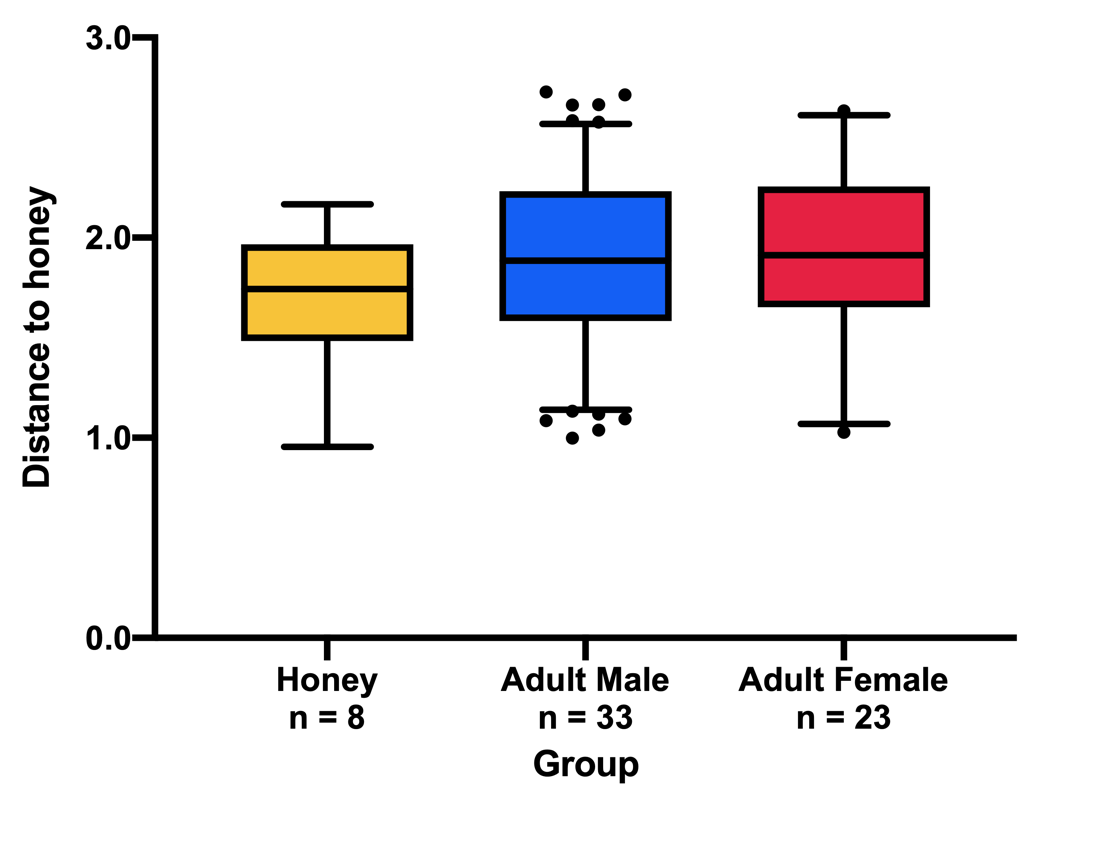 3.0
2.0
1.0
0.0
Distance to honey
Honey
n = 8
Adult Male
n = 33
Adult Female
n = 23
Group